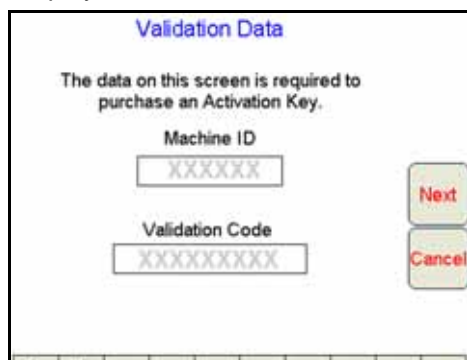 Validation Data
The data on this screen is required to
purchase an Activation Key.
Machine ID
XXXXXX
Next
Validation Code
XXXXXXXXX
Cancel